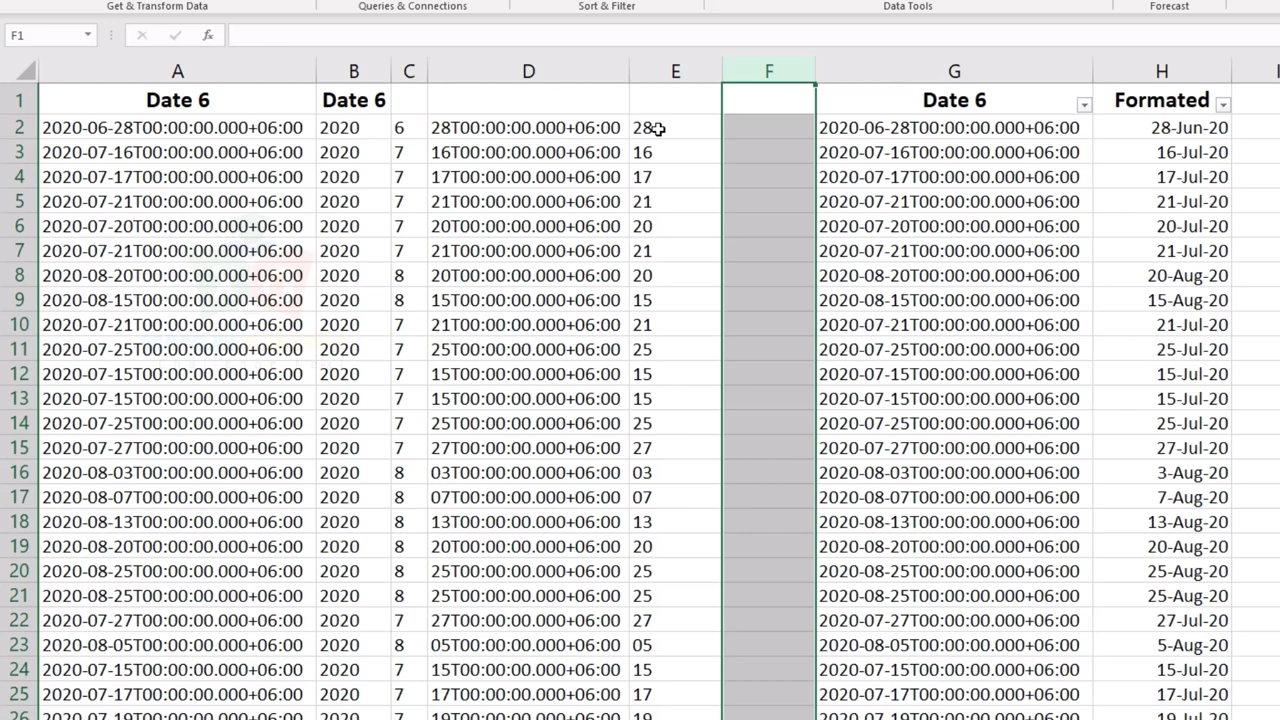 Get & Transform Data Queries & Connections Sort & Filter Data Tools Forecast
F1 fx
A B C D E F G H
1 Date 6 Date 6 Date 6 Formated
2 2020-06-28T00:00:00.000+06:00 2020 6 28T00:00:00.000+06:00 28 2020-06-28T00:00:00.000+06:00 28-Jun-20
3 2020-07-16T00:00:00.000+06:00 2020 7 16T00:00:00.000+06:00 16 2020-07-16T00:00:00.000+06:00 16-Jul-20
4 2020-07-17T00:00:00.000+06:00 2020 7 17T00:00:00.000+06:00 17 2020-07-17T00:00:00.000+06:00 17-Jul-20
5 2020-07-21T00:00:00.000+06:00 2020 7 21T00:00:00.000+06:00 21 2020-07-21T00:00:00.000+06:00 21-Jul-20
6 2020-07-20T00:00:00.000+06:00 2020 7 20T00:00:00.000+06:00 20 2020-07-20T00:00:00.000+06:00 20-Jul-20
7 2020-07-21T00:00:00.000+06:00 2020 7 21T00:00:00.000+06:00 21 2020-07-21T00:00:00.000+06:00 21-Jul-20
8 2020-08-20T00:00:00.000+06:00 2020 8 20T00:00:00.000+06:00 20 2020-08-20T00:00:00.000+06:00 20-Aug-20
9 2020-08-15T00:00:00.000+06:00 2020 8 15T00:00:00.000+06:00 15 2020-08-15T00:00:00.000+06:00 15-Aug-20
10 2020-07-21T00:00:00.000+06:00 2020 7 21T00:00:00.000+06:00 21 2020-07-21T00:00:00.000+06:00 21-Jul-20
11 2020-07-25T00:00:00.000+06:00 2020 7 25T00:00:00.000+06:00 25 2020-07-25T00:00:00.000+06:00 25-Jul-20
12 2020-07-15T00:00:00.000+06:00 2020 7 15T00:00:00.000+06:00 15 2020-07-15T00:00:00.000+06:00 15-Jul-20
13 2020-07-15T00:00:00.000+06:00 2020 7 15T00:00:00.000+06:00 15 2020-07-15T00:00:00.000+06:00 15-Jul-20
14 2020-07-25T00:00:00.000+06:00 2020 7 25T00:00:00.000+06:00 25 2020-07-25T00:00:00.000+06:00 25-Jul-20
15 2020-07-27T00:00:00.000+06:00 2020 7 27T00:00:00.000+06:00 27 2020-07-27T00:00:00.000+06:00 27-Jul-20
16 2020-08-03T00:00:00.000+06:00 2020 8 03T00:00:00.000+06:00 03 2020-08-03T00:00:00.000+06:00 3-Aug-20
17 2020-08-07T00:00:00.000+06:00 2020 8 07T00:00:00.000+06:00 07 2020-08-07T00:00:00.000+06:00 7-Aug-20
18 2020-08-13T00:00:00.000+06:00 2020 8 13T00:00:00.000+06:00 13 2020-08-13T00:00:00.000+06:00 13-Aug-20
19 2020-08-20T00:00:00.000+06:00 2020 8 20T00:00:00.000+06:00 20 2020-08-20T00:00:00.000+06:00 20-Aug-20
20 2020-08-25T00:00:00.000+06:00 2020 8 25T00:00:00.000+06:00 25 2020-08-25T00:00:00.000+06:00 25-Aug-20
21 2020-08-25T00:00:00.000+06:00 2020 8 25T00:00:00.000+06:00 25 2020-08-25T00:00:00.000+06:00 25-Aug-20
22 2020-07-27T00:00:00.000+06:00 2020 7 27T00:00:00.000+06:00 27 2020-07-27T00:00:00.000+06:00 27-Jul-20
23 2020-08-05T00:00:00.000+06:00 2020 8 05T00:00:00.000+06:00 05 2020-08-05T00:00:00.000+06:00 5-Aug-20
24 2020-07-15T00:00:00.000+06:00 2020 7 15T00:00:00.000+06:00 15 2020-07-15T00:00:00.000+06:00 15-Jul-20
25 2020-07-17T00:00:00.000+06:00 2020 7 17T00:00:00.000+06:00 17 2020-07-17T00:00:00.000+06:00 17-Jul-20
26 2020-07-19T00:00:00.000+06:00 2020 7 19T00:00:00.000+06:00 19 2020-07-19T00:00:00.000+06:00 19-Jul-20